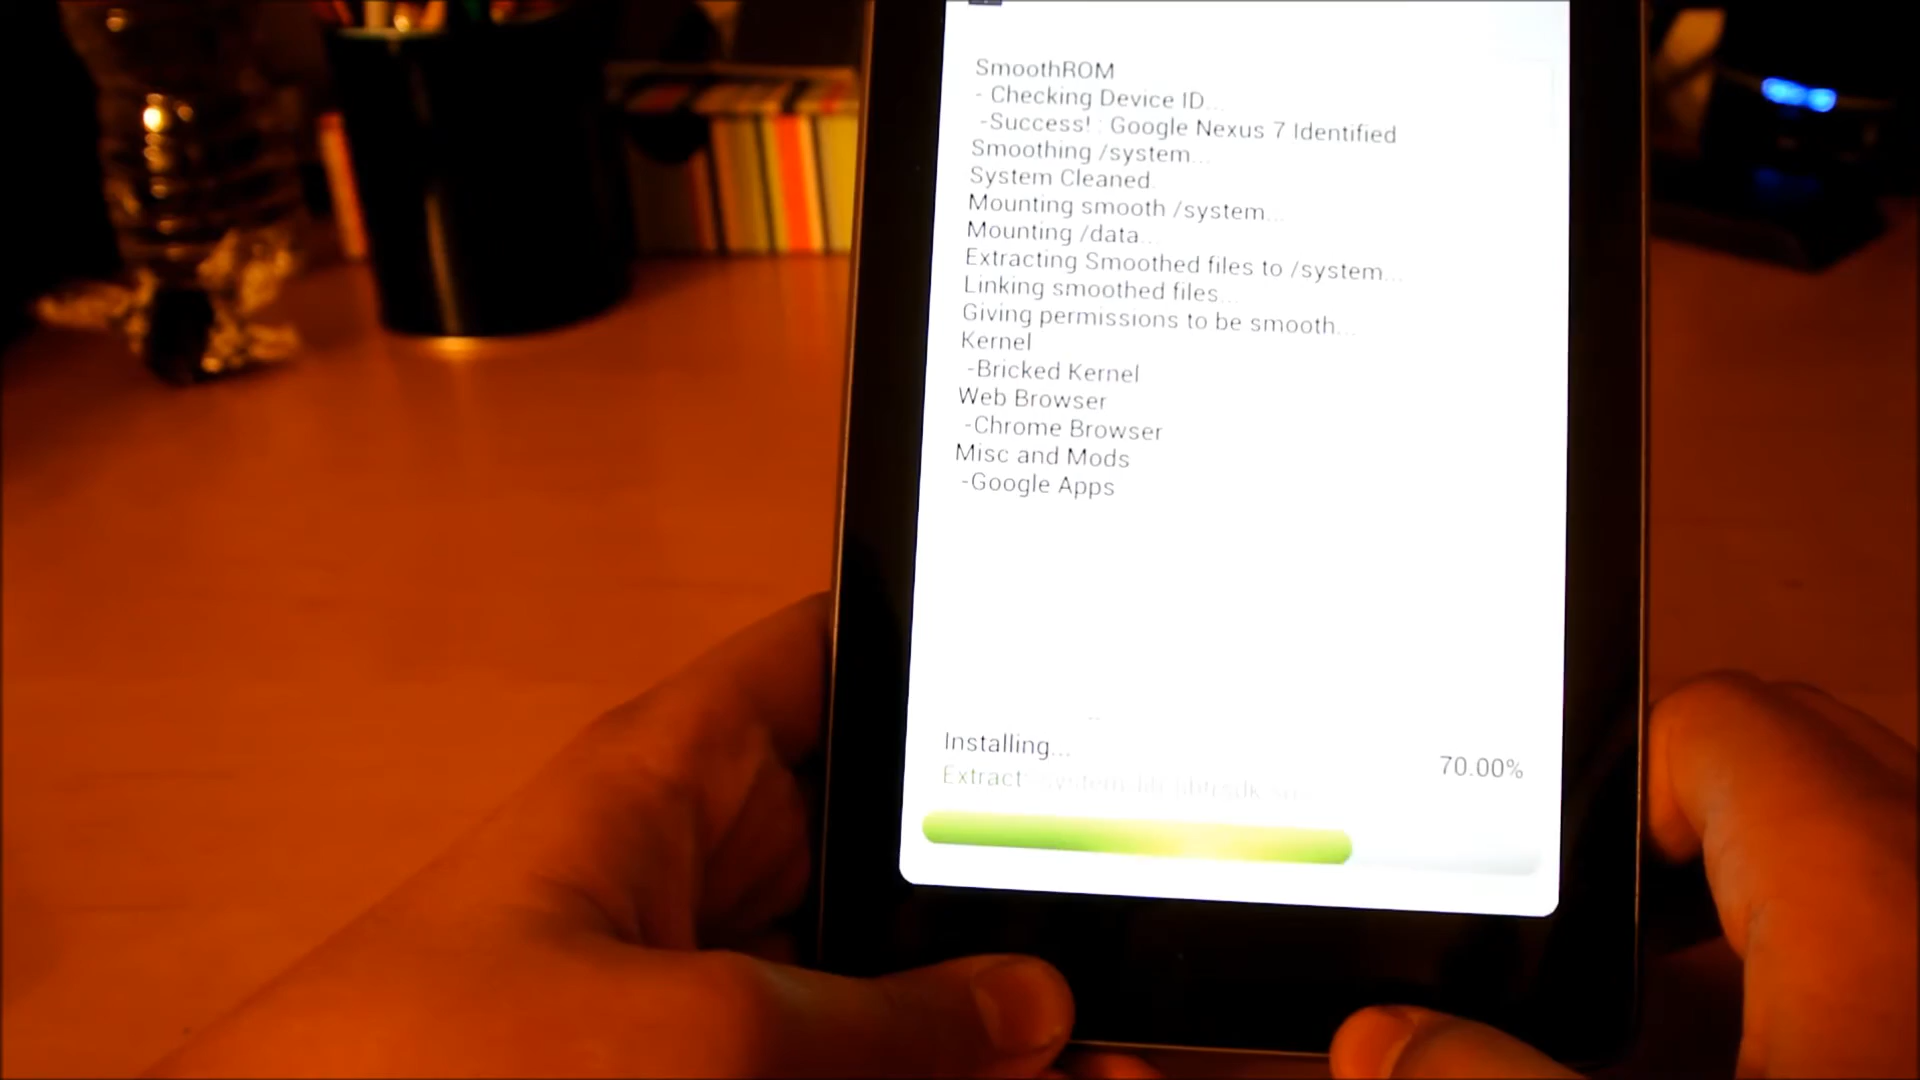 SmoothROM
- Checking Device ID...
-Success! : Google Nexus 7 Identified
Smoothing /system...
System Cleaned.
Mounting smooth /system...
Mounting /data...
Extracting Smoothed files to /system...
Linking smoothed files...
Giving permissions to be smooth...
Kernel
-Bricked Kernel
Web Browser
-Chrome Browser
Misc and Mods
-Google Apps
Installing...
70.00%
Extract: